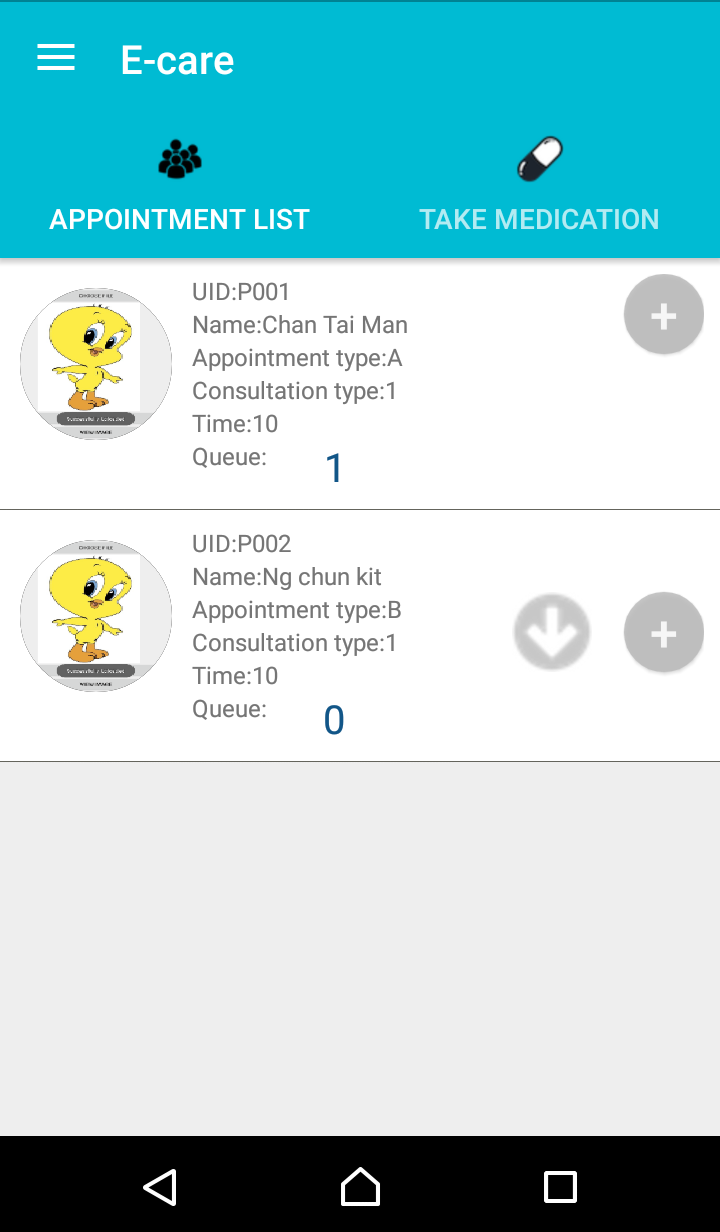 E-care
APPOINTMENT LIST
TAKE MEDICATION
UID:P001
Name:Chan Tai Man
Appointment type:A
Consultation type:1
Time:10
Queue: 1
UID:P002
Name:Ng chun kit
Appointment type:B
Consultation type:1
Time:10
Queue: 0